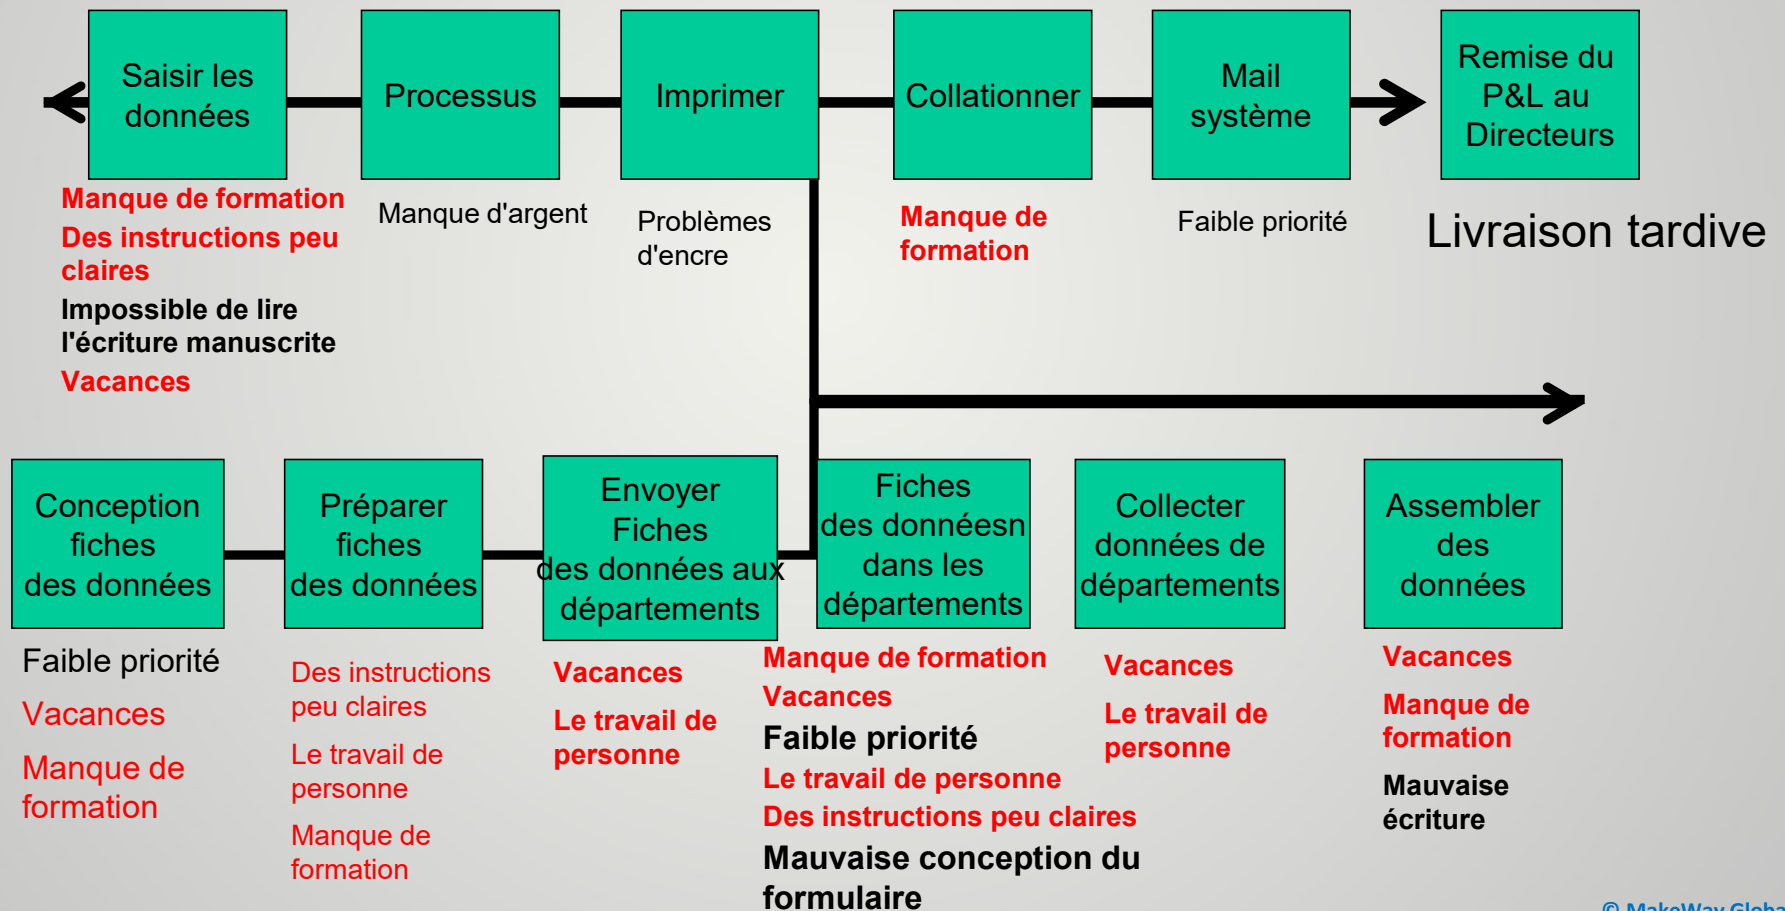 Saisir les
données
Processus
Imprimer
Collationner
Mail
système
Remise du
P&L au
Directeurs
Manque de formation
Des instructions peu
claires
Impossible de lire
l'écriture manuscrite
Vacances
Manque d'argent
Problèmes
d'encre
Manque de
formation
Faible priorité
Livraison tardive
Conception
fiches
des données
Préparer
fiches
des données
Envoyer
Fiches
des données aux
départements
Fiches
des donnéesn
dans les
départements
Collecter
données de
départements
Assembler
des
données
Faible priorité
Vacances
Manque de
formation
Des instructions
peu claires
Le travail de
personne
Manque de
formation
Vacances
Le travail de
personne
Manque de formation
Vacances
Faible priorité
Le travail de personne
Des instructions peu claires
Mauvaise conception du
formulaire
Vacances
Le travail de
personne
Vacances
Manque de
formation
Mauvaise
écriture
© MakeWay Globa